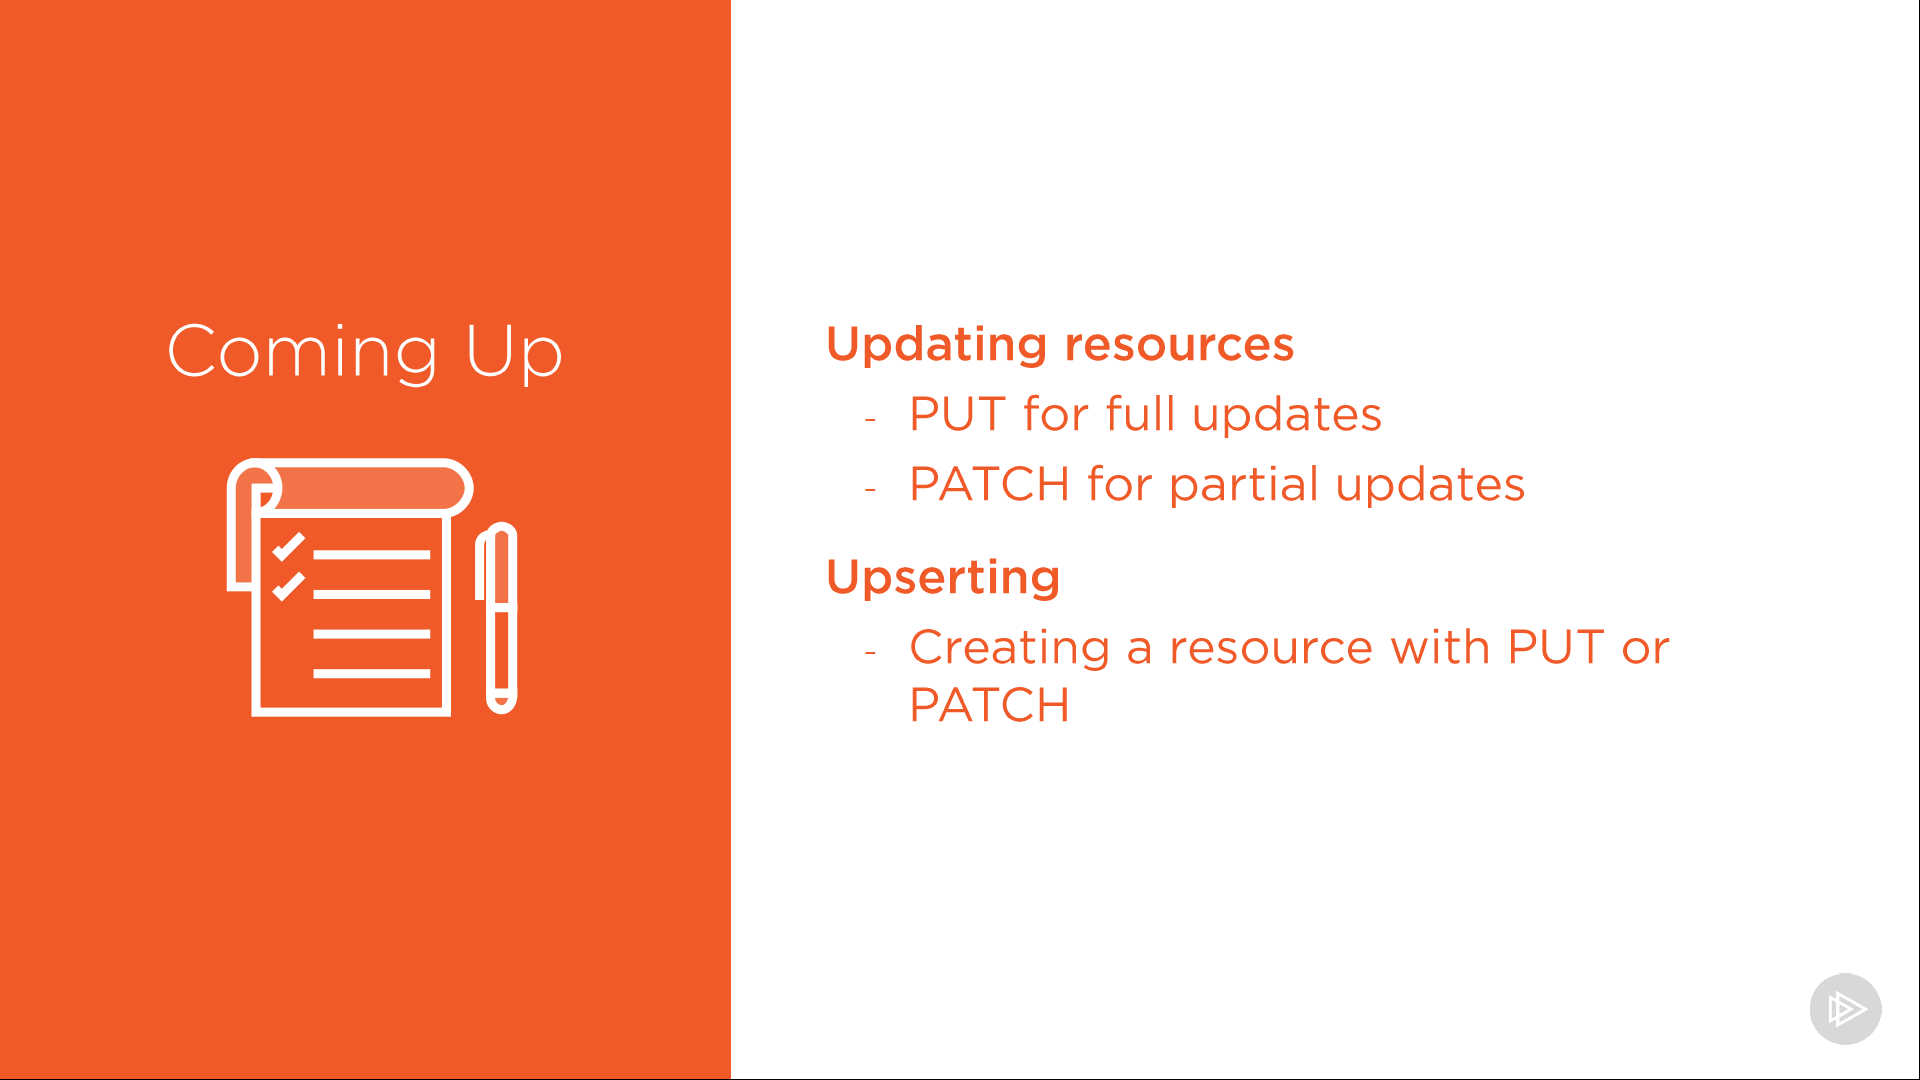 Coming Up
Updating resources
- PUT for full updates
- PATCH for partial updates
Upserting
- Creating a resource with PUT or
PATCH